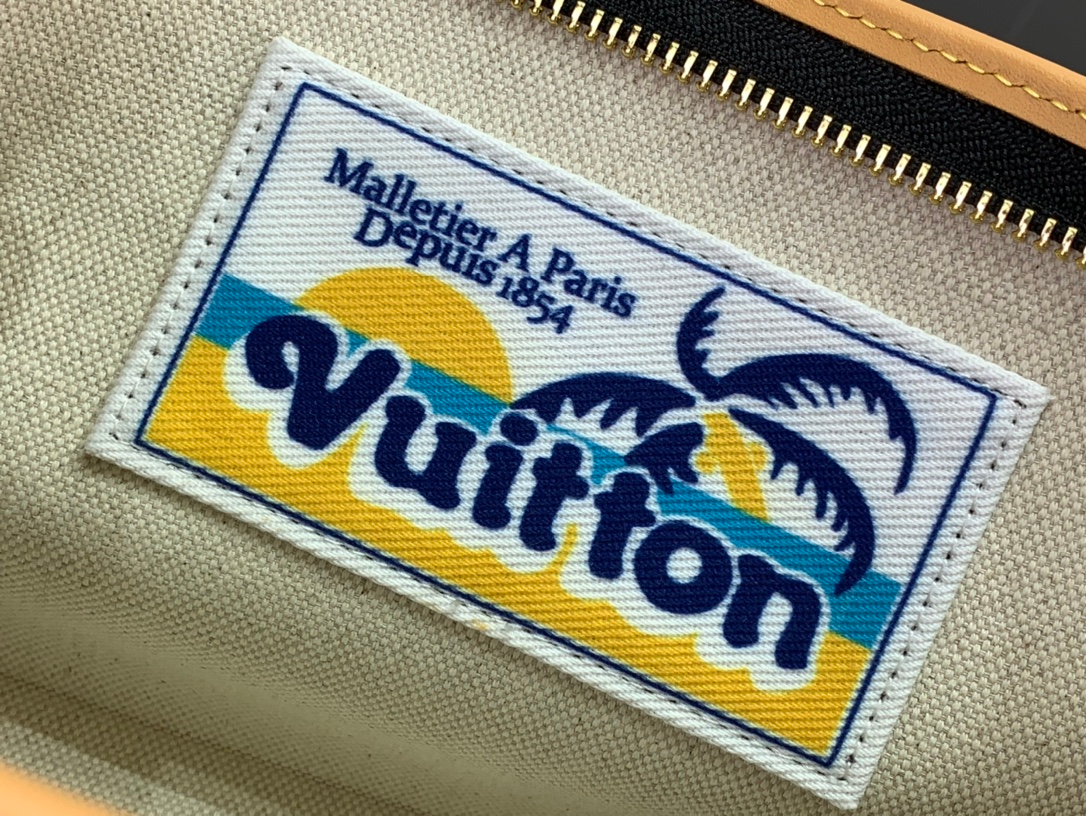 Malletier A Paris
Depuis 1854
Vuitton